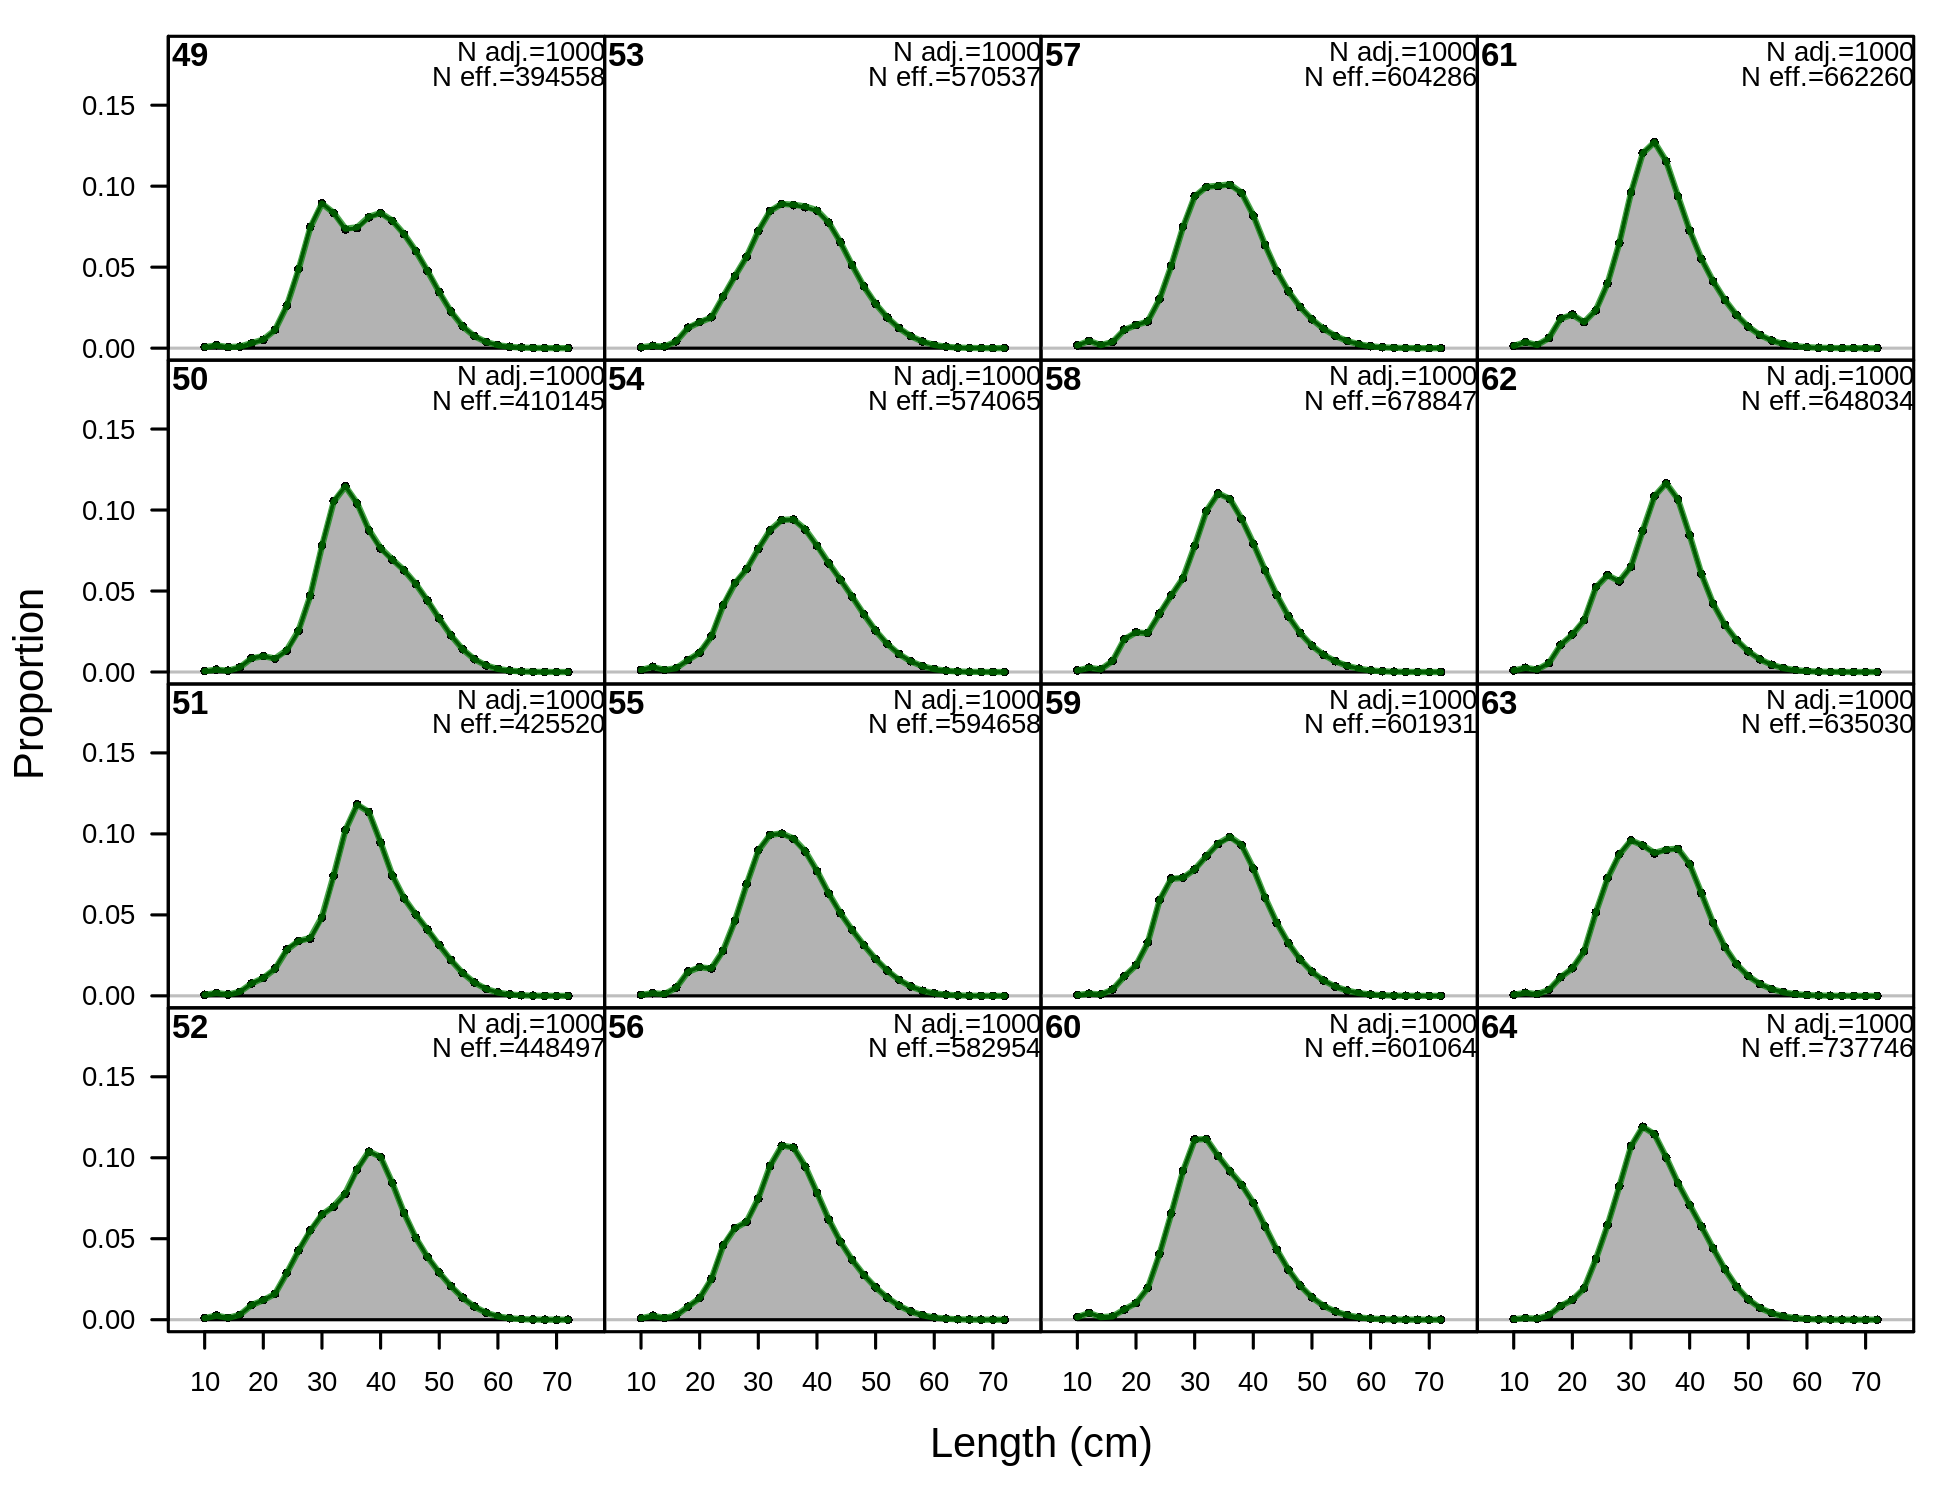 49 N adj.=1000
N eff.=394558
53 N adj.=1000
N eff.=570537
57 N adj.=1000
N eff.=604286
61 N adj.=1000
N eff.=662260
0.15
0.10
0.05
0.00
50 N adj.=1000
N eff.=410145
54 N adj.=1000
N eff.=574065
58 N adj.=1000
N eff.=678847
62 N adj.=1000
N eff.=648034
0.15
0.10
0.05
0.00
51 N adj.=1000
N eff.=425520
55 N adj.=1000
N eff.=594658
59 N adj.=1000
N eff.=601931
63 N adj.=1000
N eff.=635030
0.15
0.10
0.05
0.00
52 N adj.=1000
N eff.=448497
56 N adj.=1000
N eff.=582954
60 N adj.=1000
N eff.=601064
64 N adj.=1000
N eff.=737746
0.15
0.10
0.05
0.00
Proportion
10 20 30 40 50 60 70 10 20 30 40 50 60 70 10 20 30 40 50 60 70 10 20 30 40 50 60 70
Length (cm)